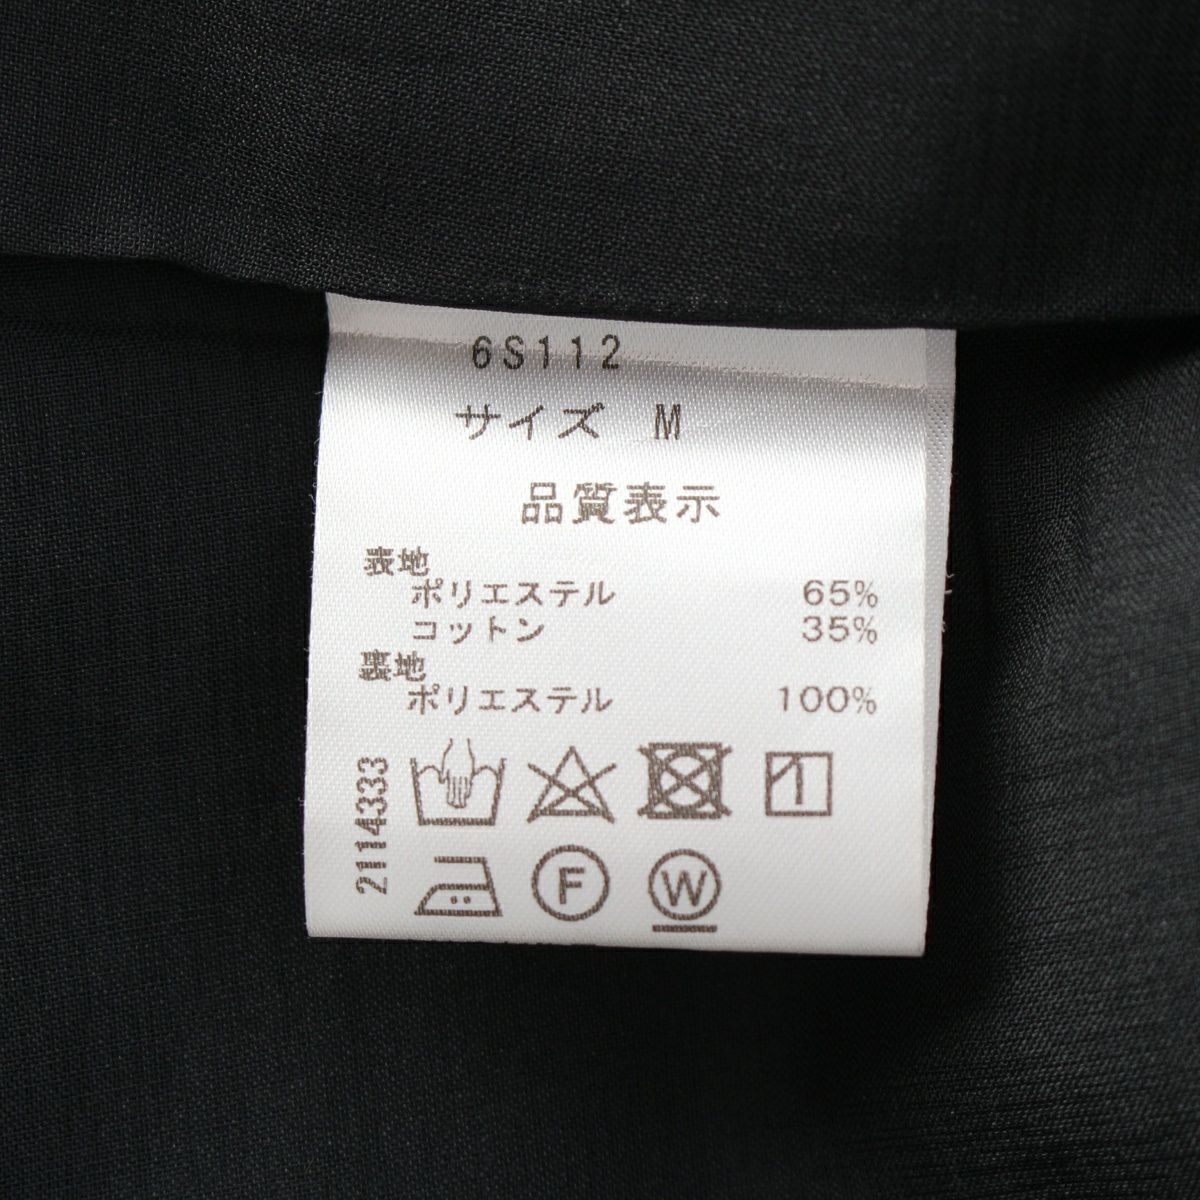 6S112
サイズ M
品質表示
表地
ポリエステル 65%
コットン 35%
裏地
ポリエステル 100%
2114333
F W